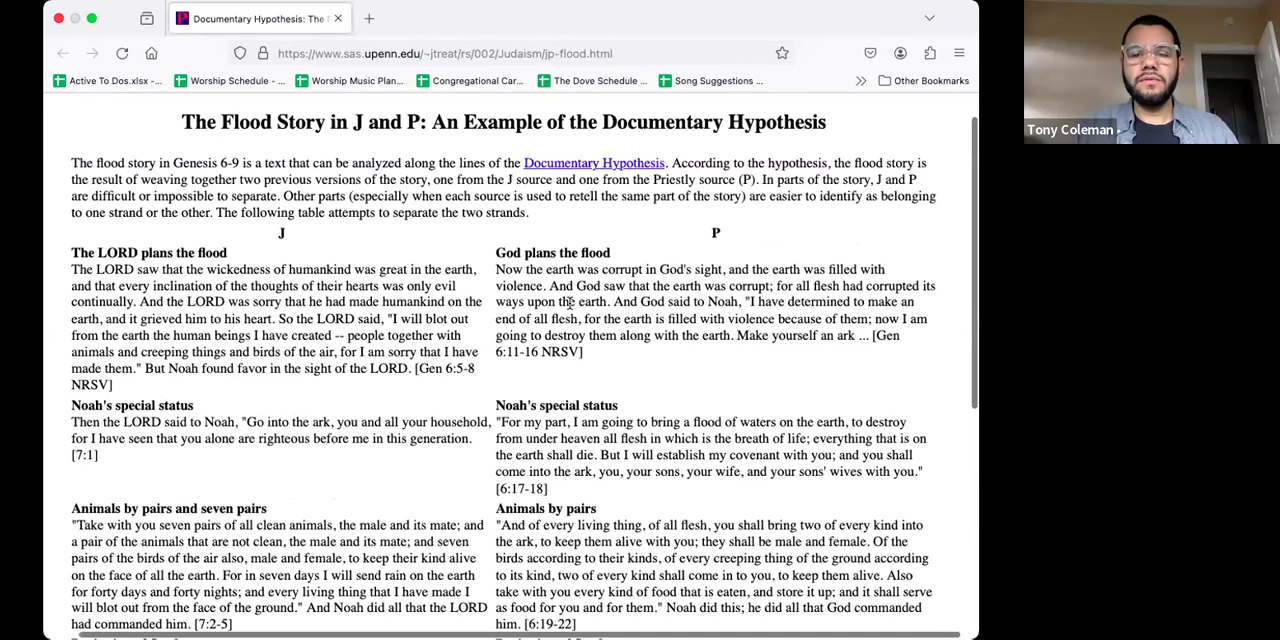 Documentary Hypothesis: The F
https://www.sas.upenn.edu/~jtreat/rs/002/Judaism/jp-flood.html
Active To Dos.xlsx -... Worship Schedule - ... Worship Music Plan... Congregational Car... The Dove Schedule ... Song Suggestions ... Other Bookmarks
The Flood Story in J and P: An Example of the Documentary Hypothesis
The flood story in Genesis 6-9 is a text that can be analyzed along the lines of the Documentary Hypothesis. According to the hypothesis, the flood story is
the result of weaving together two previous versions of the story, one from the J source and one from the Priestly source (P). In parts of the story, J and P
are difficult or impossible to separate. Other parts (especially when each source is used to retell the same part of the story) are easier to identify as belonging
to one strand or the other. The following table attempts to separate the two strands.
J
The LORD plans the flood
The LORD saw that the wickedness of humankind was great in the earth,
and that every inclination of the thoughts of their hearts was only evil
continually. And the LORD was sorry that he had made humankind on the
earth, and it grieved him to his heart. So the LORD said, "I will blot out
from the earth the human beings I have created -- people together with
animals and creeping things and birds of the air, for I am sorry that I have
made them." But Noah found favor in the sight of the LORD. [Gen 6:5-8
NRSV]
Noah's special status
Then the LORD said to Noah, "Go into the ark, you and all your household,
for I have seen that you alone are righteous before me in this generation.
[7:1]
Animals by pairs and seven pairs
"Take with you seven pairs of all clean animals, the male and its mate; and
a pair of the animals that are not clean, the male and its mate; and seven
pairs of the birds of the air also, male and female, to keep their kind alive
on the face of all the earth. For in seven days I will send rain on the earth
for forty days and forty nights; and every living thing that I have made I
will blot out from the face of the ground." And Noah did all that the LORD
had commanded him. [7:2-5]
P
God plans the flood
Now the earth was corrupt in God's sight, and the earth was filled with
violence. And God saw that the earth was corrupt; for all flesh had corrupted its
ways upon the earth. And God said to Noah, "I have determined to make an
end of all flesh, for the earth is filled with violence because of them; now I am
going to destroy them along with the earth. Make yourself an ark ... [Gen
6:11-16 NRSV]
Noah's special status
"For my part, I am going to bring a flood of waters on the earth, to destroy
from under heaven all flesh in which is the breath of life; everything that is on
the earth shall die. But I will establish my covenant with you; and you shall
come into the ark, you, your sons, your wife, and your sons' wives with you."
[6:17-18]
Animals by pairs
"And of every living thing, of all flesh, you shall bring two of every kind into
the ark, to keep them alive with you; they shall be male and female. Of the
birds according to their kinds, of every creeping thing of the ground according
to its kind, two of every kind shall come in to you, to keep them alive. Also
take with you every kind of food that is eaten, and store it up; and it shall serve
as food for you and for them." Noah did this; he did all that God commanded
him. [6:19-22]
Tony Coleman